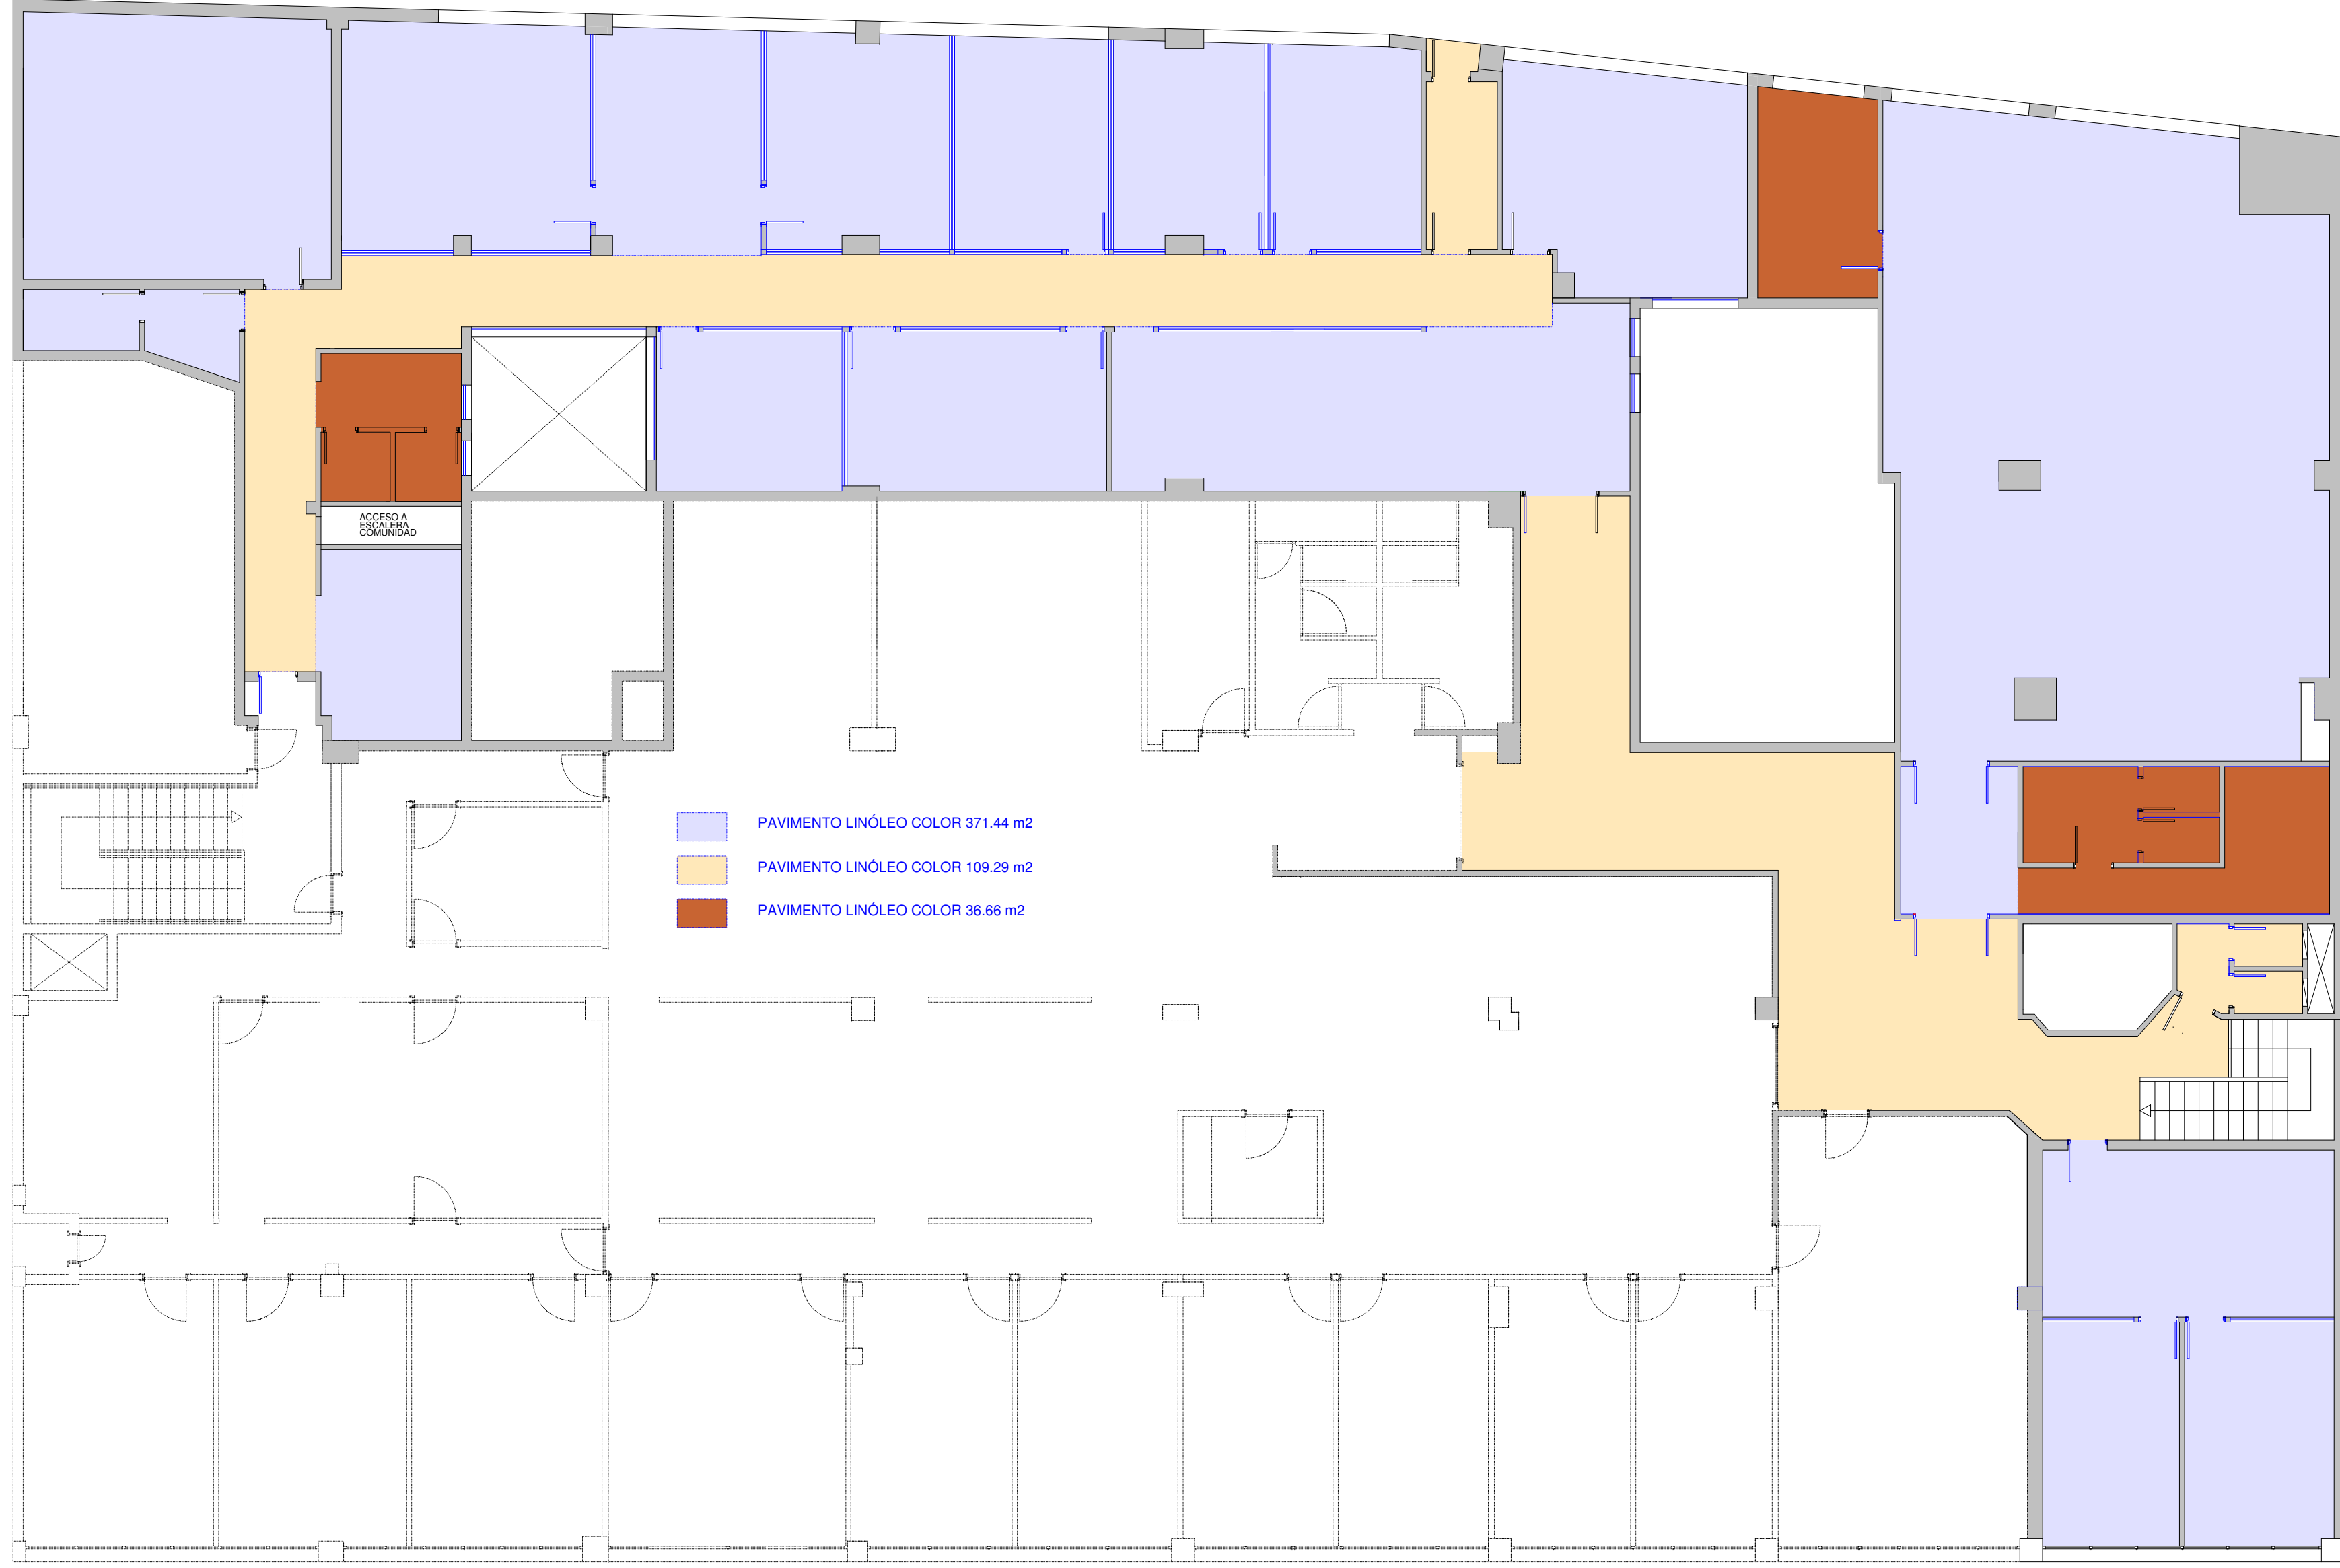 ACCESO A
ESCALERA
COMUNIDAD
PAVIMENTO LINÓLEO COLOR 371.44 m2
PAVIMENTO LINÓLEO COLOR 109.29 m2
PAVIMENTO LINÓLEO COLOR 36.66 m2